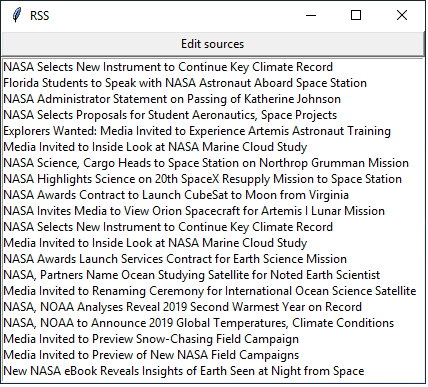 RSS
Edit sources
NASA Selects New Instrument to Continue Key Climate Record
Florida Students to Speak with NASA Astronaut Aboard Space Station
NASA Administrator Statement on Passing of Katherine Johnson
NASA Selects Proposals for Student Aeronautics, Space Projects
Explorers Wanted: Media Invited to Experience Artemis Astronaut Training
Media Invited to Inside Look at NASA Marine Cloud Study
NASA Science, Cargo Heads to Space Station on Northrop Grumman Mission
NASA Highlights Science on 20th SpaceX Resupply Mission to Space Station
NASA Awards Contract to Launch CubeSat to Moon from Virginia
NASA Invites Media to View Orion Spacecraft for Artemis I Lunar Mission
NASA Selects New Instrument to Continue Key Climate Record
Media Invited to Inside Look at NASA Marine Cloud Study
NASA Awards Launch Services Contract for Earth Science Mission
NASA, Partners Name Ocean Studying Satellite for Noted Earth Scientist
Media Invited to Renaming Ceremony for International Ocean Science Satellite
NASA, NOAA Analyses Reveal 2019 Second Warmest Year on Record
NASA, NOAA to Announce 2019 Global Temperatures, Climate Conditions
Media Invited to Preview Snow-Chasing Field Campaign
Media Invited to Preview of New NASA Field Campaigns
New NASA eBook Reveals Insights of Earth Seen at Night from Space